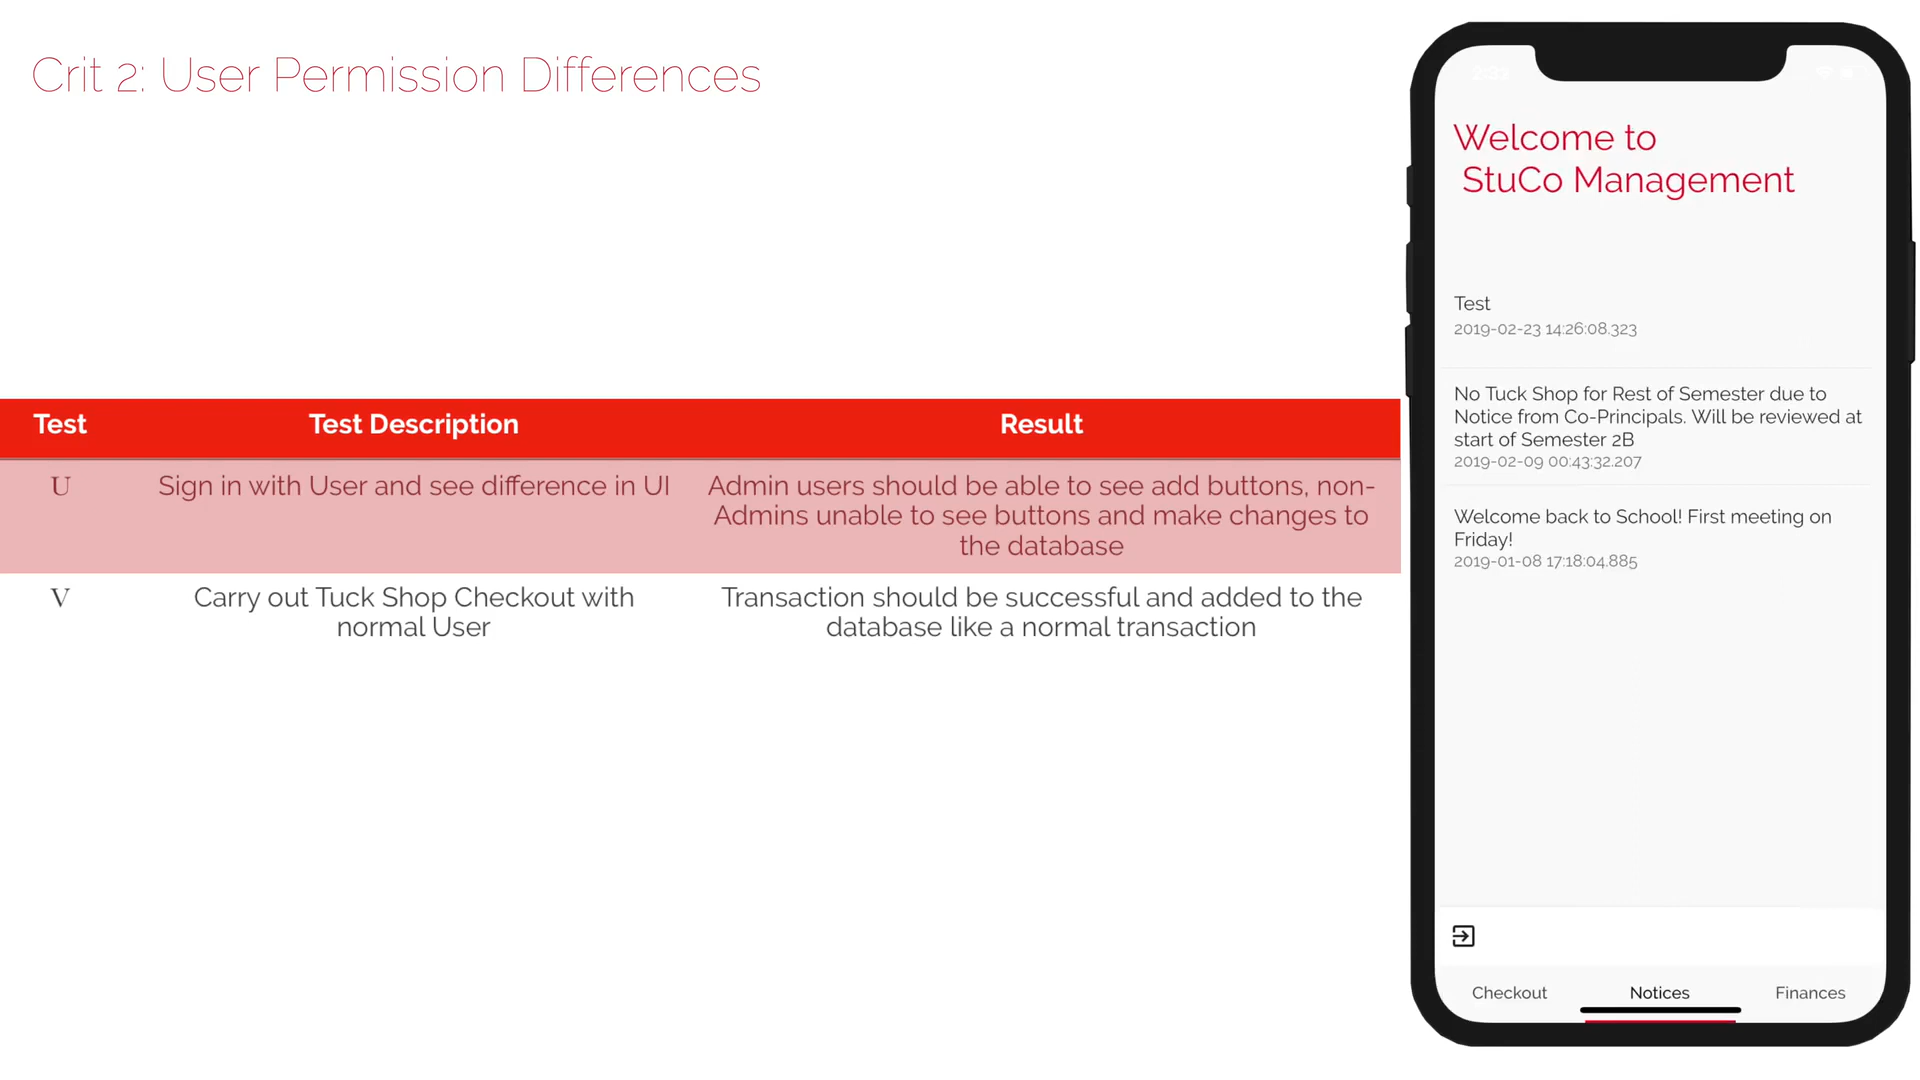 Crit 2: User Permission Differences
Test Test Description Result
U Sign in with User and see difference in UI Admin users should be able to see add buttons, non-
Admins unable to see buttons and make changes to
the database
V Carry out Tuck Shop Checkout with Transaction should be successful and added to the
normal User database like a normal transaction
Welcome to
StuCo Management
Test
2019-02-23 14:26:08.323
No Tuck Shop for Rest of Semester due to
Notice from Co-Principals. Will be reviewed at
start of Semester 2B
2019-02-09 00:43:32.207
Welcome back to School! First meeting on
Friday!
2019-01-08 17:18:04.885
Checkout Notices Finances